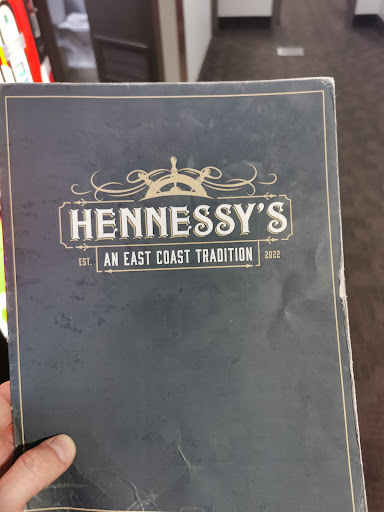 HENNESSY'S
EST. AN EAST COAST TRADITION 2022